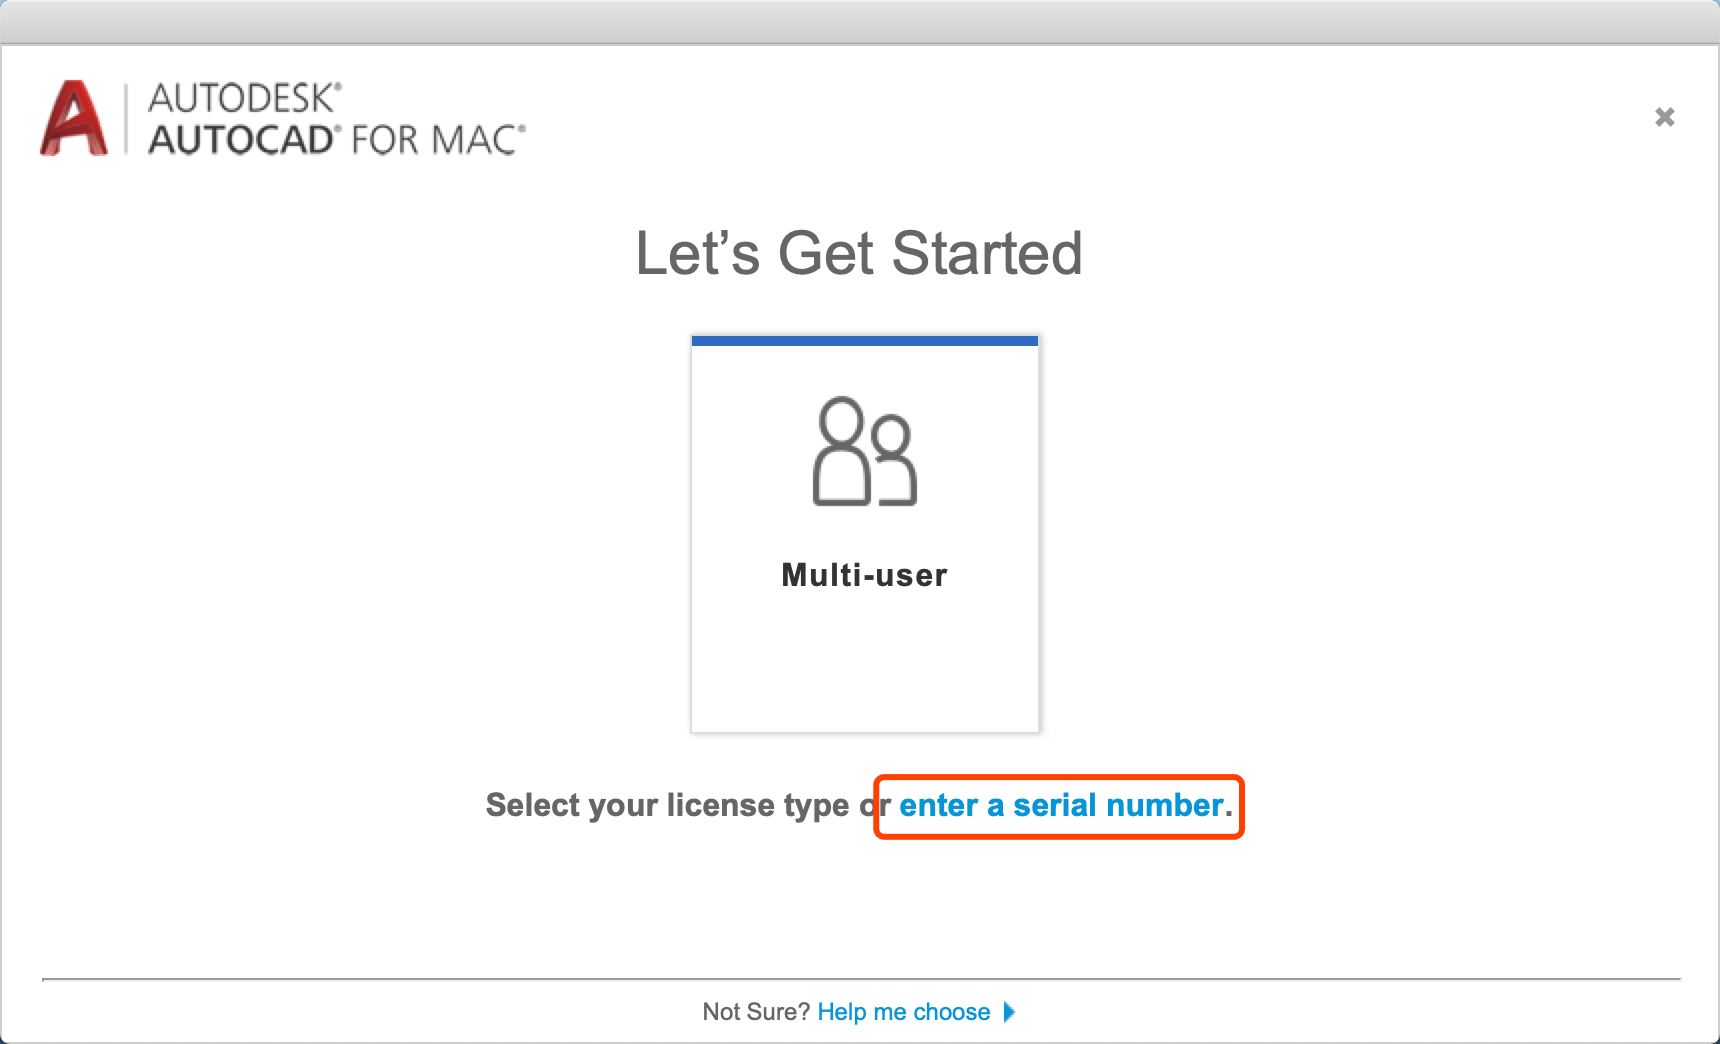 AUTODESK®
AUTOCAD® FOR MAC®
Let’s Get Started
Multi-user
Select your license type or enter a serial number.
Not Sure? Help me choose